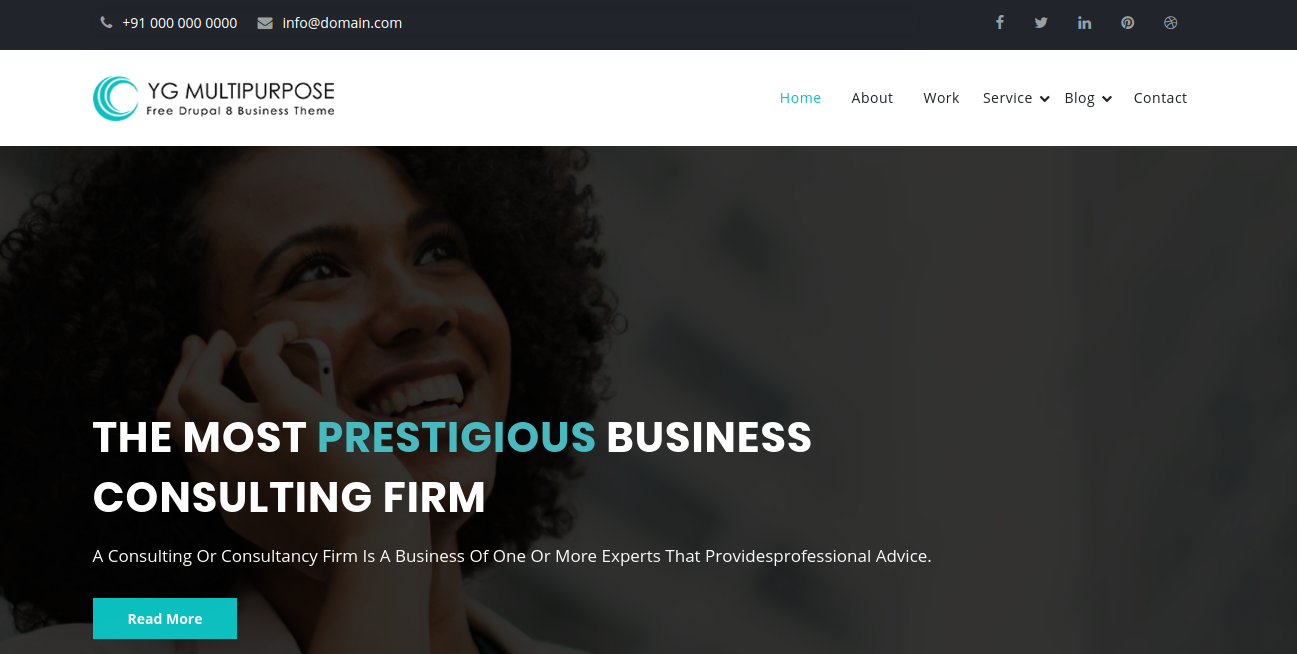 +91 000 000 0000 info@domain.com
YG MULTIPURPOSE
Free Drupal 8 Business Theme
Home About Work Service Blog Contact
THE MOST PRESTIGIOUS BUSINESS
CONSULTING FIRM
A Consulting Or Consultancy Firm Is A Business Of One Or More Experts That Providesprofessional Advice.
Read More